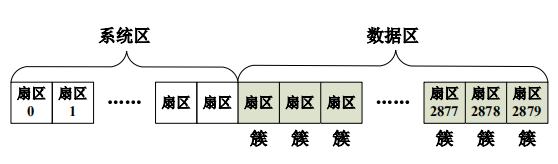 系统区 数据区
扇区 0 扇区 1 …… 扇区 扇区 扇区 扇区 扇区 …… 扇区 2877 扇区 2878 扇区 2879
簇 簇 簇 簇 簇 簇